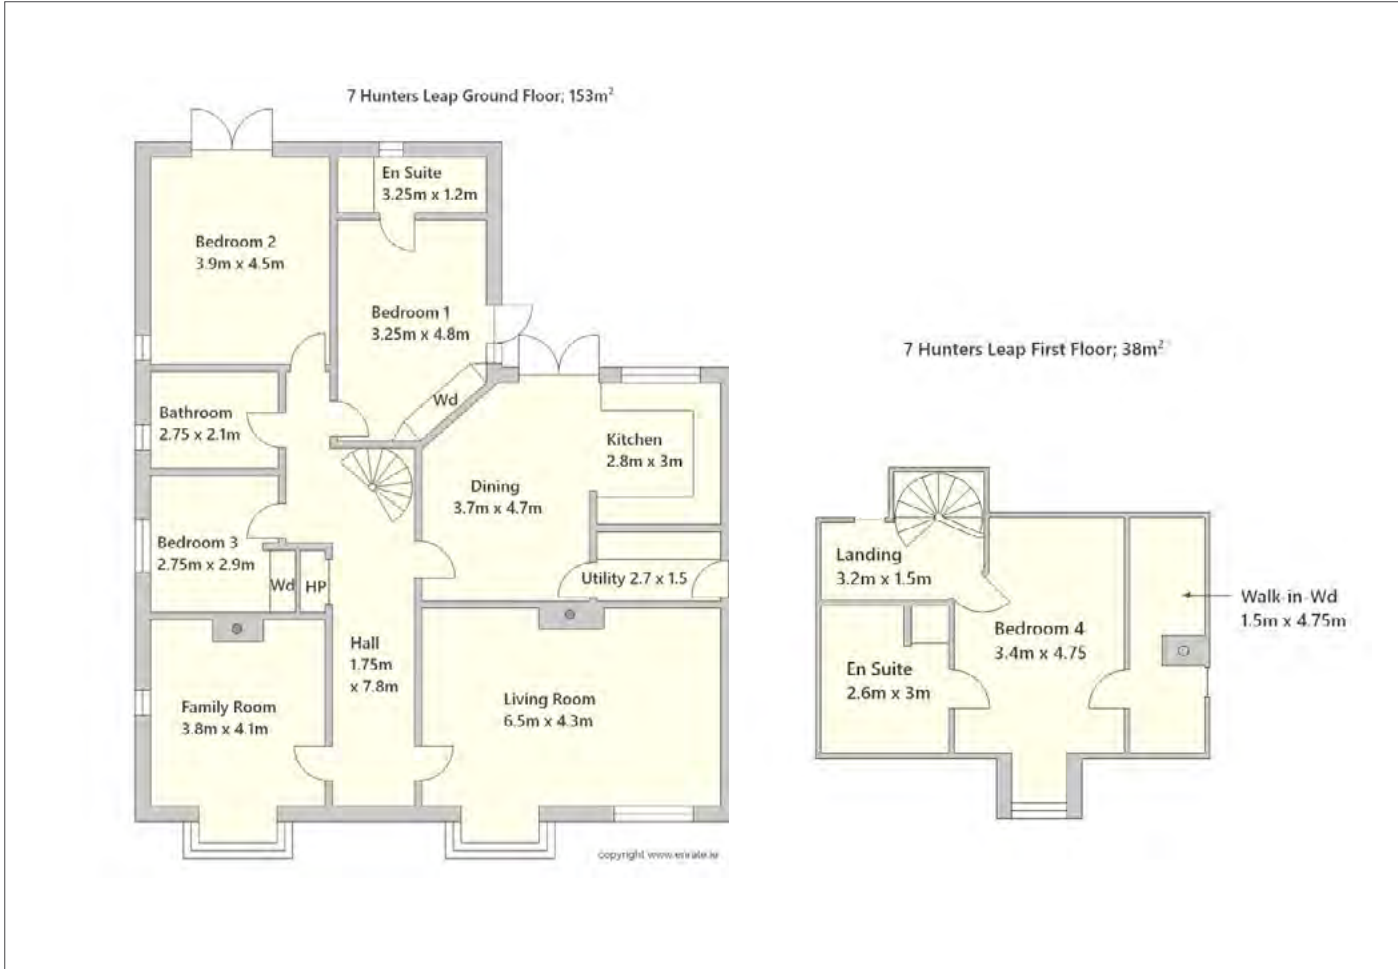 7 Hunters Leap Ground Floor; 153m²
En Suite
3.25m x 1.2m
Bedroom 2
3.9m x 4.5m
Bedroom 1
3.25m x 4.8m
Wd
Bathroom
2.75 x 2.1m
Kitchen
2.8m x 3m
Dining
3.7m x 4.7m
Bedroom 3
2.75m x 2.9m
Wd
HP
Utility 2.7 x 1.5
Hall
1.75m
x 7.8m
Family Room
3.8m x 4.1m
Living Room
6.5m x 4.3m
copyright www.enrate.ie
7 Hunters Leap First Floor; 38m²
Landing
3.2m x 1.5m
Walk-in-Wd
1.5m x 4.75m
Bedroom 4
3.4m x 4.75
En Suite
2.6m x 3m